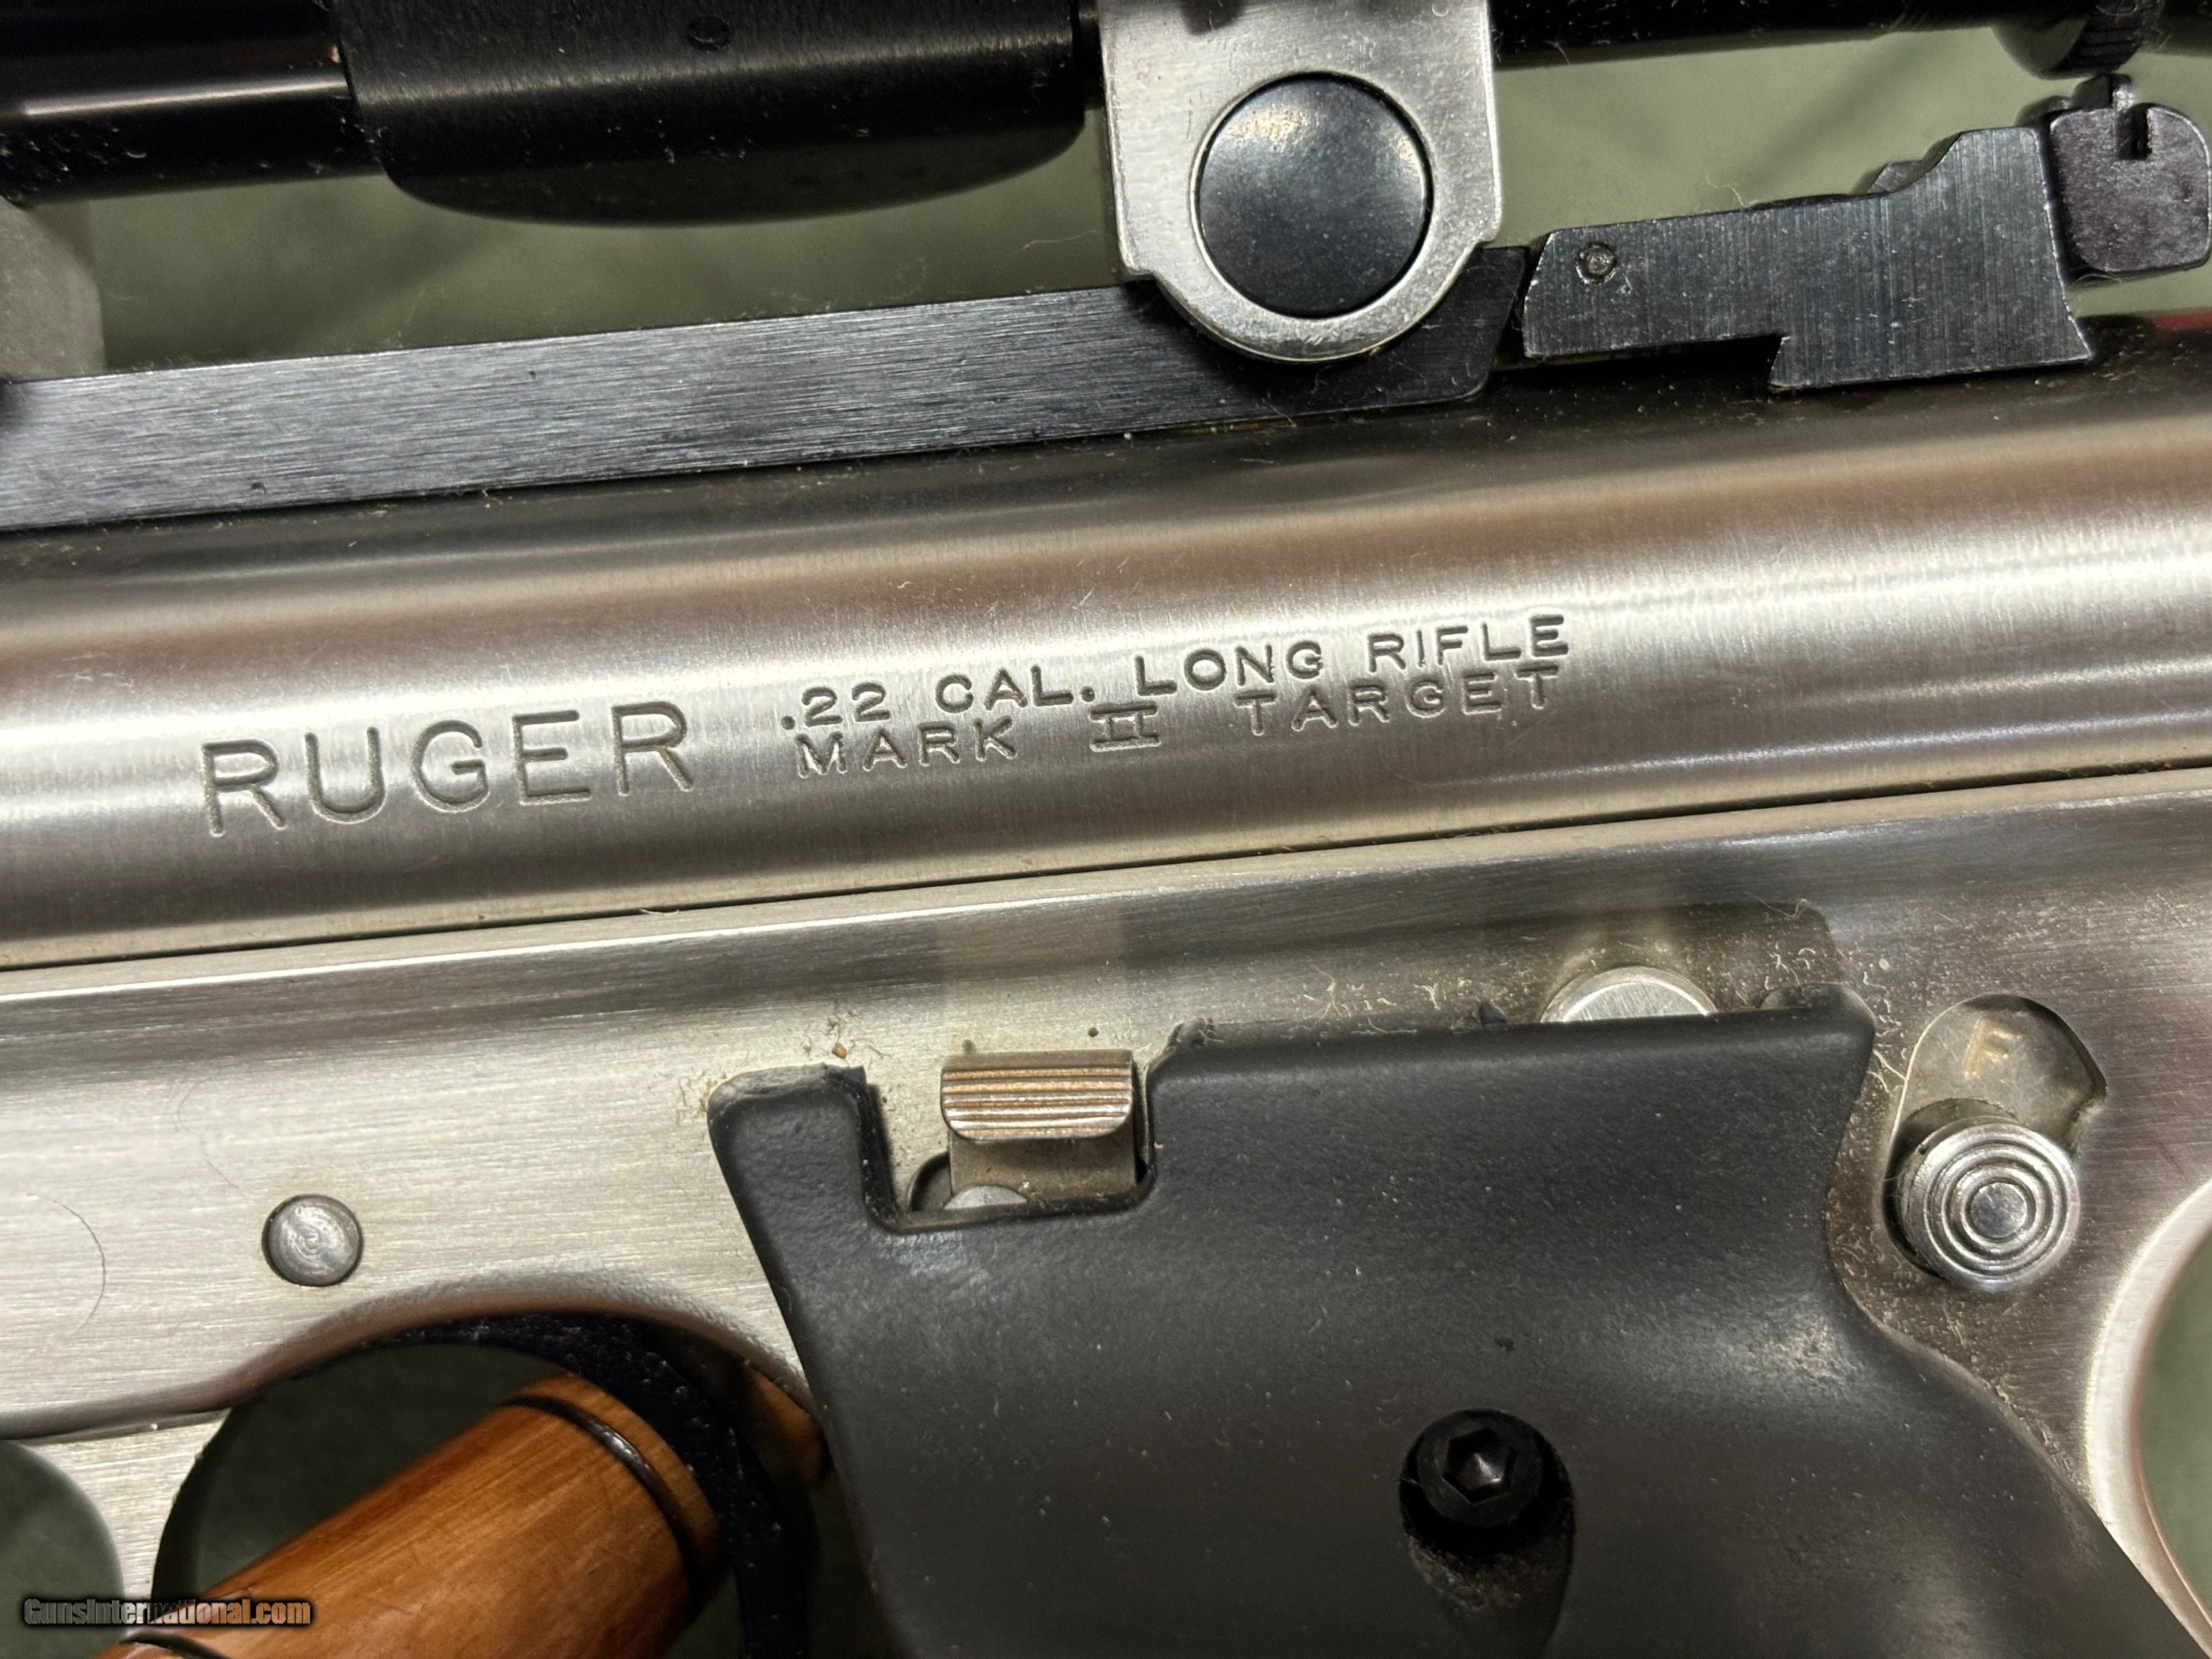 RUGER
.22 CAL. LONG RIFLE
MARK II TARGET
F
GunsInternational.com